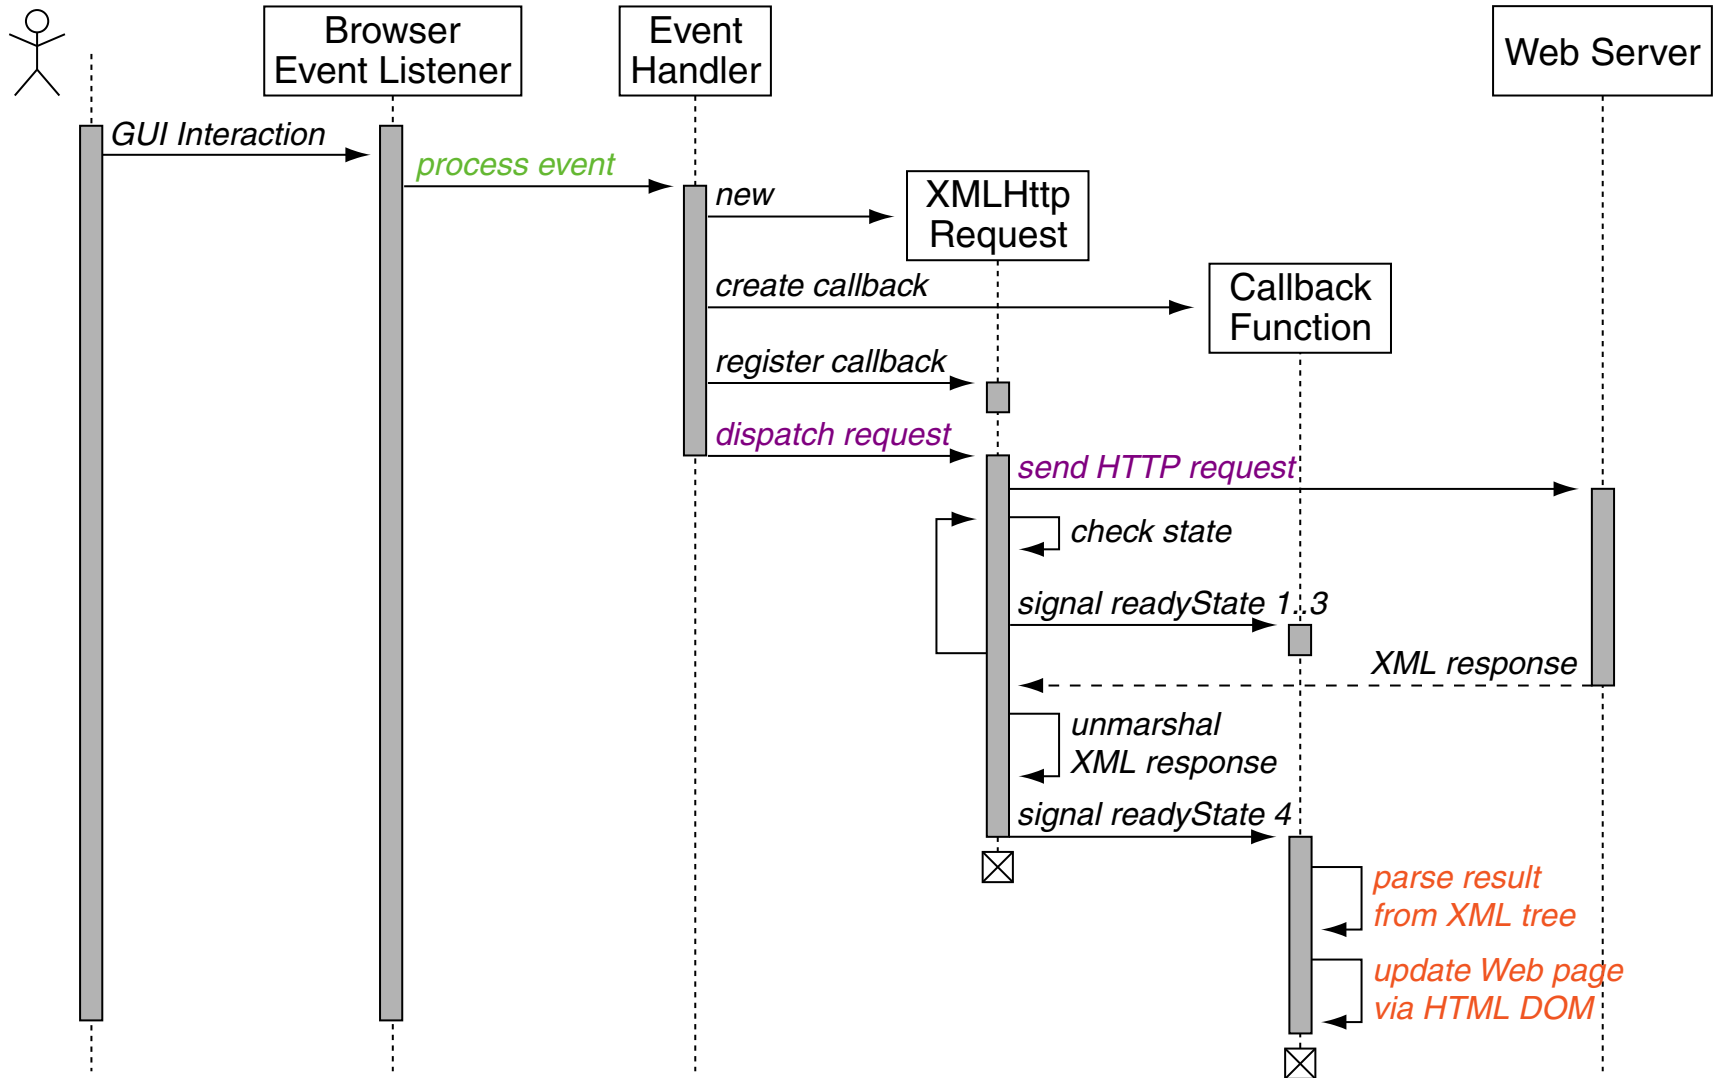 Browser
Event Listener
Event
Handler
Web Server
GUI Interaction
process event
new
XMLHttp
Request
create callback
Callback
Function
register callback
dispatch request
send HTTP request
check state
signal readyState 1..3
XML response
unmarshal
XML response
signal readyState 4
parse result
from XML tree
update Web page
via HTML DOM